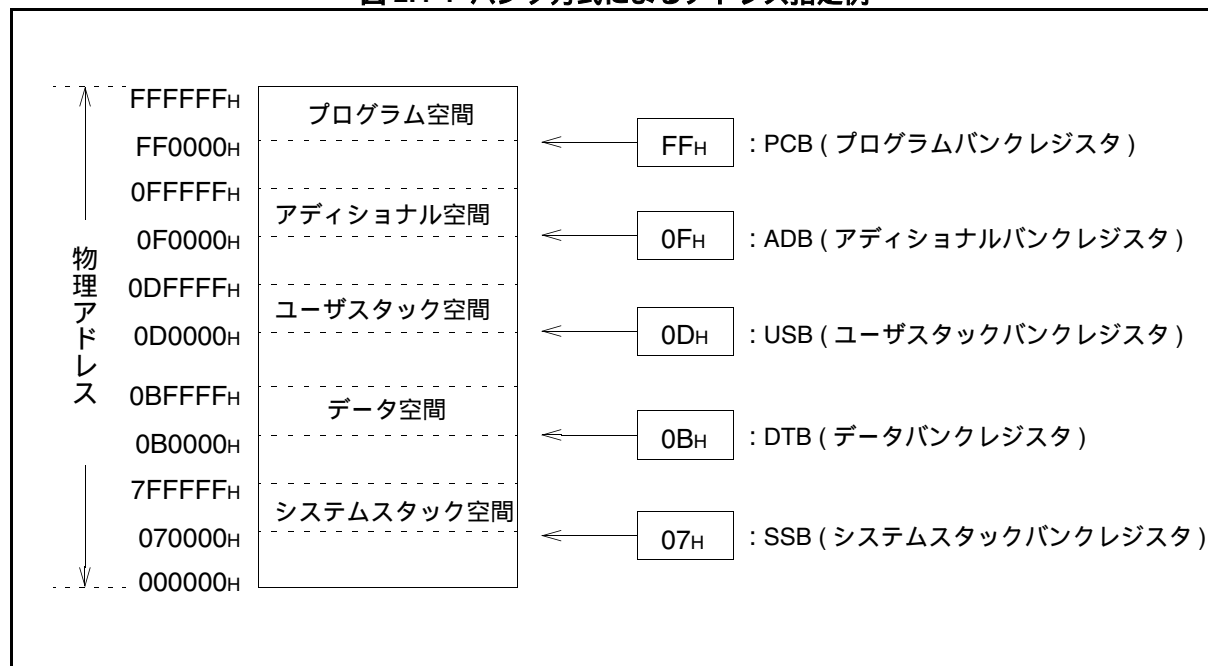 FFFFFFH
プログラム空間
FF0000H
FFH
: PCB ( プログラムバンクレジスタ )
0FFFFFH
アディショナル空間
0F0000H
0FH
: ADB ( アディショナルバンクレジスタ )
物理アドレス
0DFFFFH
ユーザスタック空間
0D0000H
0DH
: USB ( ユーザスタックバンクレジスタ )
0BFFFFH
データ空間
0B0000H
0BH
: DTB ( データバンクレジスタ )
7FFFFFH
システムスタック空間
070000H
07H
: SSB ( システムスタックバンクレジスタ )
000000H